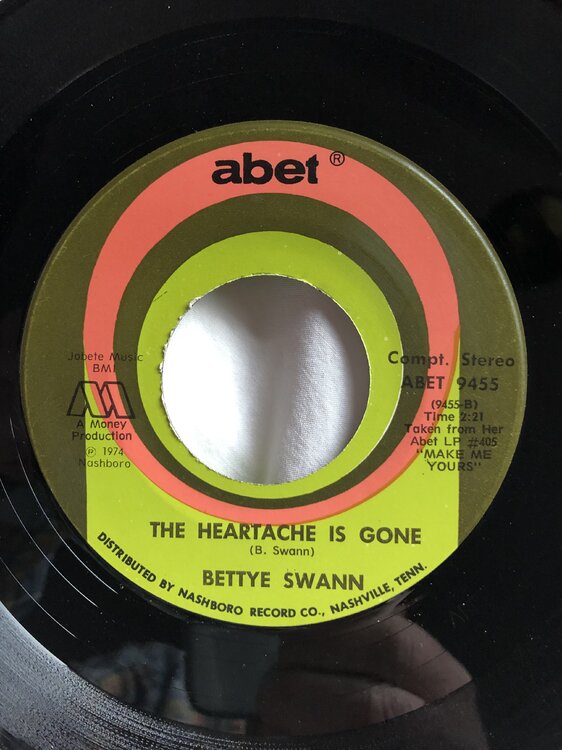 abet ®
Jobete Music
BMI
A Money
Production
℗ 1974
Nashboro
Compt. Stereo
ABET 9455
(9455-B)
Time 2:21
Taken from Her
Abet LP #405
"MAKE ME
YOURS"
THE HEARTACHE IS GONE
(B. Swann)
BETTYE SWANN
DISTRIBUTED BY NASHBORO RECORD CO., NASHVILLE, TENN.